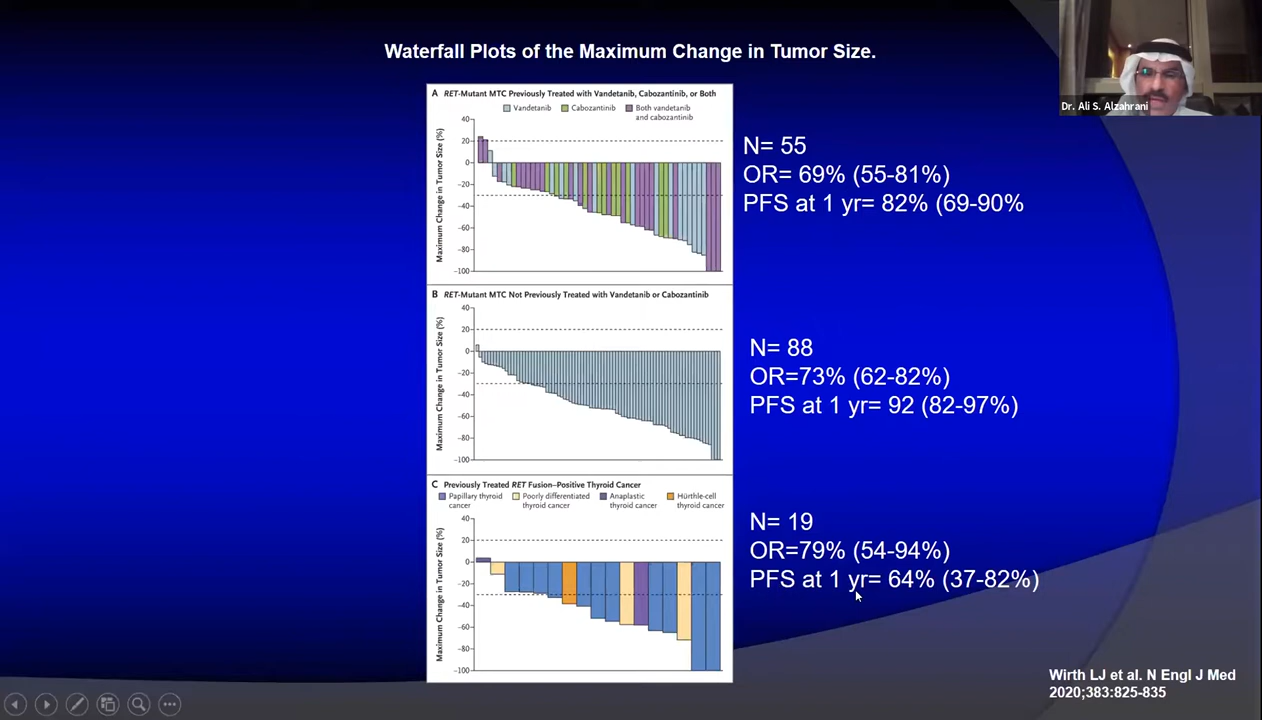 Waterfall Plots of the Maximum Change in Tumor Size.
Dr. Ali S. Alzahrani
A RET-Mutant MTC Previously Treated with Vandetanib, Cabozantinib, or Both
Vandetanib Cabozantinib Both vandetanib
and cabozantinib
Maximum Change in Tumor Size (%)
40
20
0
-20
-40
-60
-80
-100
N= 55
OR= 69% (55-81%)
PFS at 1 yr= 82% (69-90%
B RET-Mutant MTC Not Previously Treated with Vandetanib or Cabozantinib
Maximum Change in Tumor Size (%)
40
20
0
-20
-40
-60
-80
-100
N= 88
OR=73% (62-82%)
PFS at 1 yr= 92 (82-97%)
C Previously Treated RET Fusion–Positive Thyroid Cancer
Papillary thyroid Poorly differentiated Anaplastic Hürthle-cell
cancer thyroid cancer thyroid cancer thyroid cancer
Maximum Change in Tumor Size (%)
40
20
0
-20
-40
-60
-80
-100
N= 19
OR=79% (54-94%)
PFS at 1 yr= 64% (37-82%)
Wirth LJ et al. N Engl J Med
2020;383:825-835